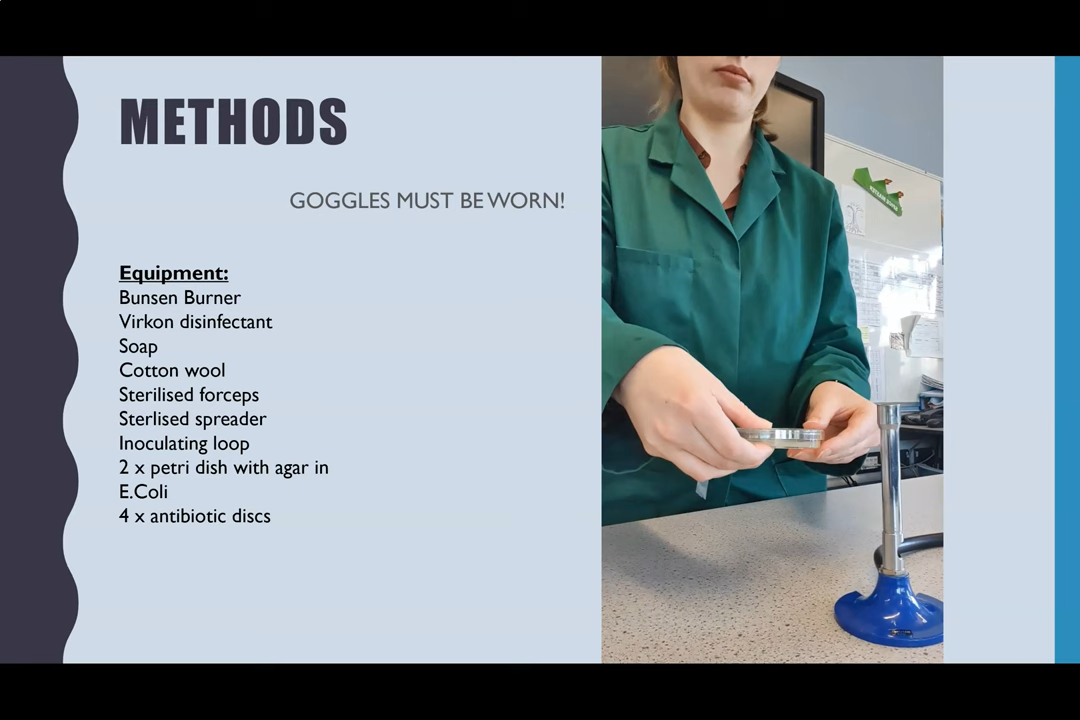 METHODS
GOGGLES MUST BE WORN!
Equipment:
Bunsen Burner
Virkon disinfectant
Soap
Cotton wool
Sterilised forceps
Sterlised spreader
Inoculating loop
2 x petri dish with agar in
E.Coli
4 x antibiotic discs